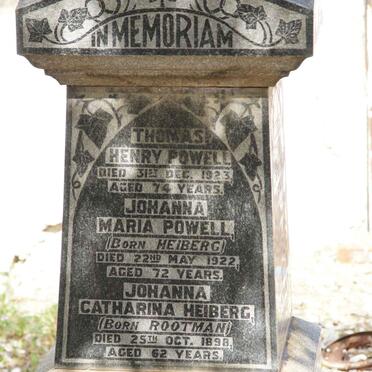 IN MEMORIAM
THOMAS
HENRY POWELL
DIED 31ST DEC. 1923
AGED 74 YEARS.
JOHANNA
MARIA POWELL
(BORN HEIBERG)
DIED 22ND MAY 1922,
AGED 72 YEARS.
JOHANNA
CATHARINA HEIBERG,
(BORN ROOTMAN)
DIED 25TH OCT. 1898,
AGED 62 YEARS.